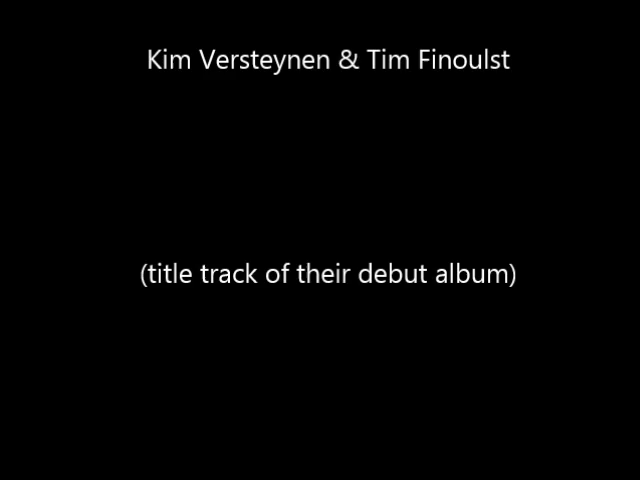 Kim Versteynen & Tim Finoulst
(title track of their debut album)